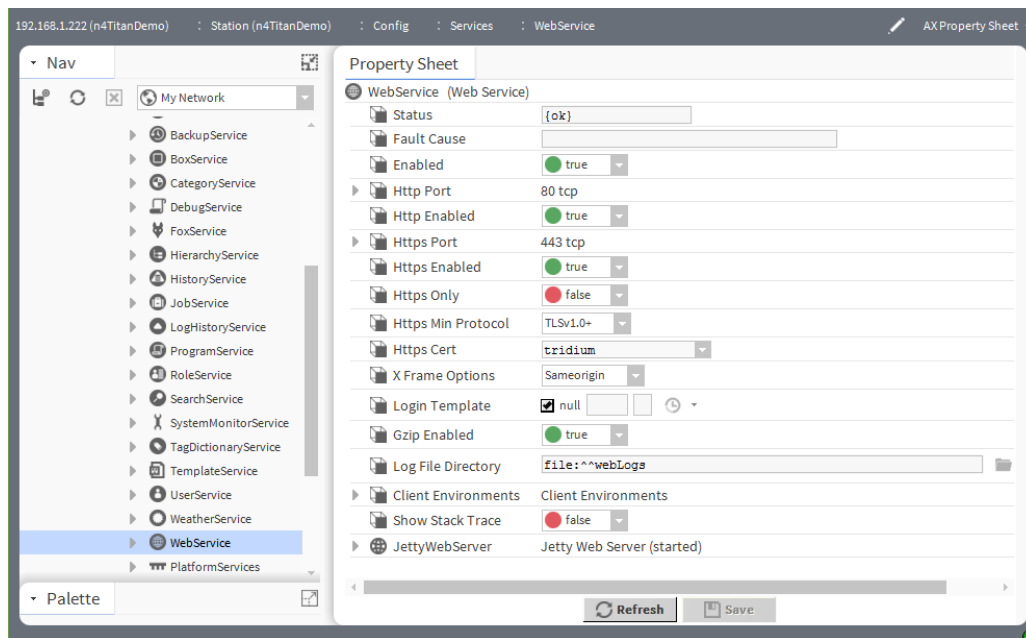 192.168.1.222 (n4TitanDemo) : Station (n4TitanDemo) : Config : Services : WebService AX Property Sheet
Nav
My Network
BackupService
BoxService
CategoryService
DebugService
FoxService
HierarchyService
HistoryService
JobService
LogHistoryService
ProgramService
RoleService
SearchService
SystemMonitorService
TagDictionaryService
TemplateService
UserService
WeatherService
WebService
PlatformServices
Palette
Property Sheet
WebService (Web Service)
Status {ok}
Fault Cause
Enabled true
Http Port 80 tcp
Http Enabled true
Https Port 443 tcp
Https Enabled true
Https Only false
Https Min Protocol TLSv1.0+
Https Cert tridium
X Frame Options Sameorigin
Login Template null
Gzip Enabled true
Log File Directory file:^^webLogs
Client Environments Client Environments
Show Stack Trace false
JettyWebServer Jetty Web Server (started)
Refresh Save